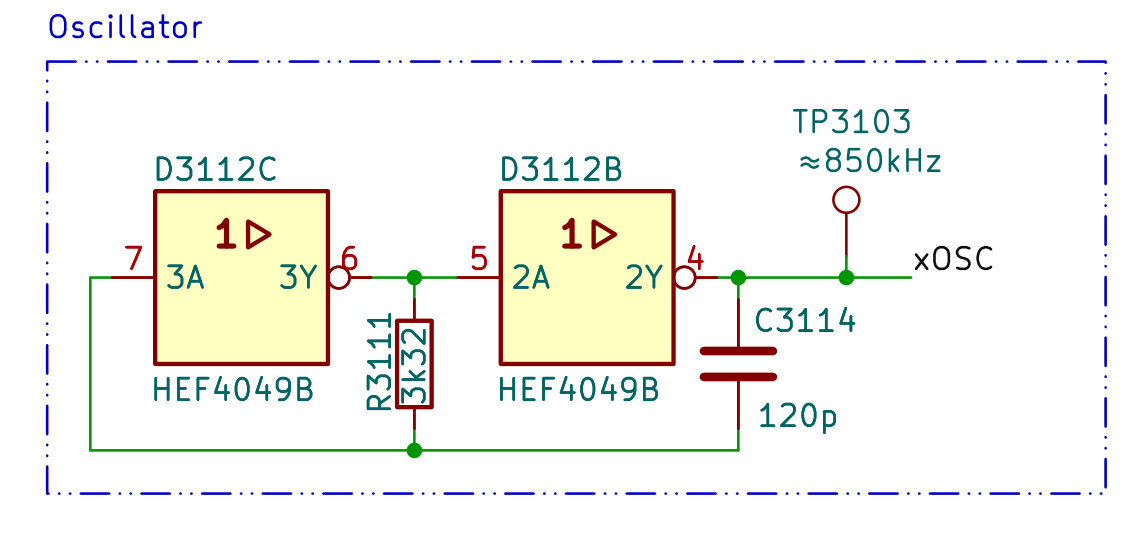 Oscillator
TP3103
≈850kHz
D3112C
D3112B
1
1
7
3A
3Y
6
5
2A
2Y
4
xOSC
R3111
3k32
C3114
HEF4049B
HEF4049B
120p